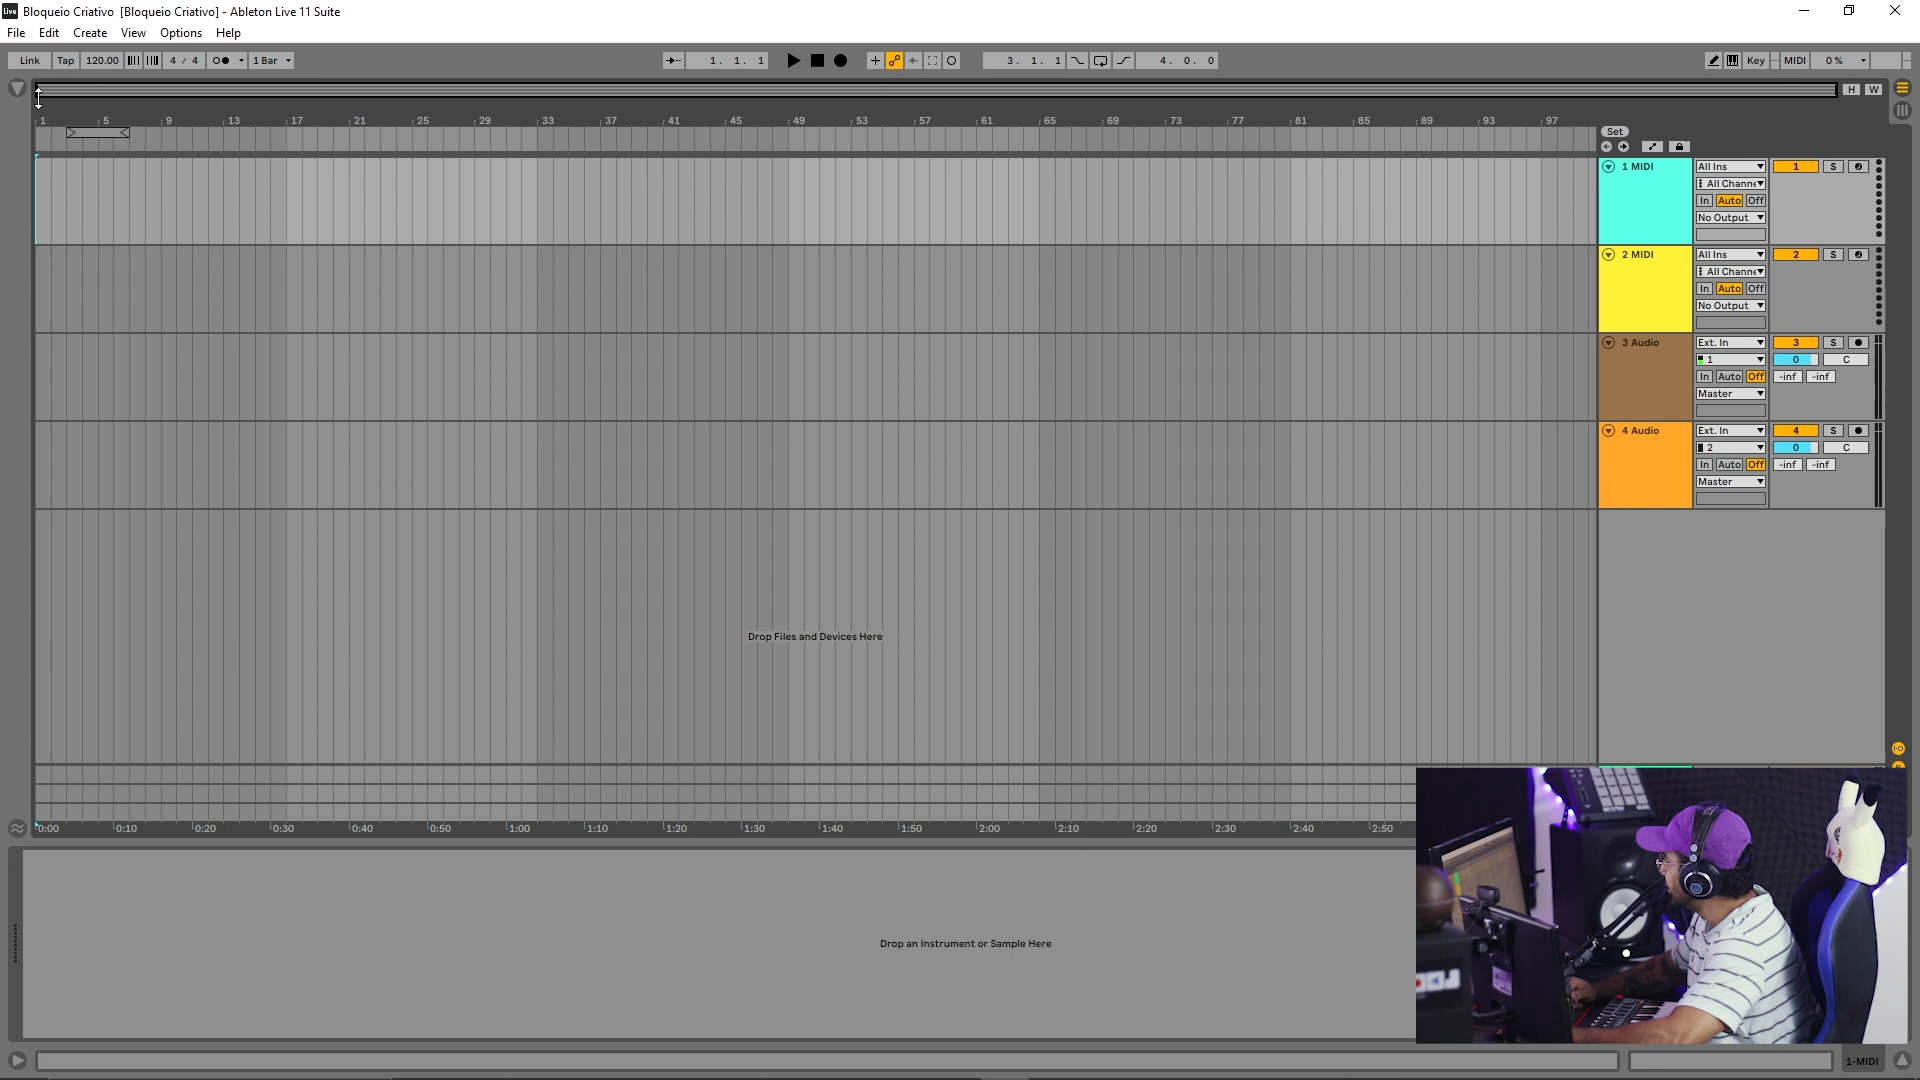 Live Bloqueio Criativo [Bloqueio Criativo] - Ableton Live 11 Suite
File Edit Create View Options Help
Link Tap 120.00 4 / 4 1 Bar 1. 1. 1 3. 1. 1 4. 0. 0 Key MIDI 0 %
H W
1 5 9 13 17 21 25 29 33 37 41 45 49 53 57 61 65 69 73 77 81 85 89 93 97
Set
1 MIDI All Ins 1 S
All Channe
In Auto Off
No Output
2 MIDI All Ins 2 S
All Channe
In Auto Off
No Output
3 Audio Ext. In 3 S
1 0 C
In Auto Off -inf -inf
Master
4 Audio Ext. In 4 S
2 0 C
In Auto Off -inf -inf
Master
Drop Files and Devices Here
0:00 0:10 0:20 0:30 0:40 0:50 1:00 1:10 1:20 1:30 1:40 1:50 2:00 2:10 2:20 2:30 2:40 2:50
Drop an Instrument or Sample Here
1-MIDI